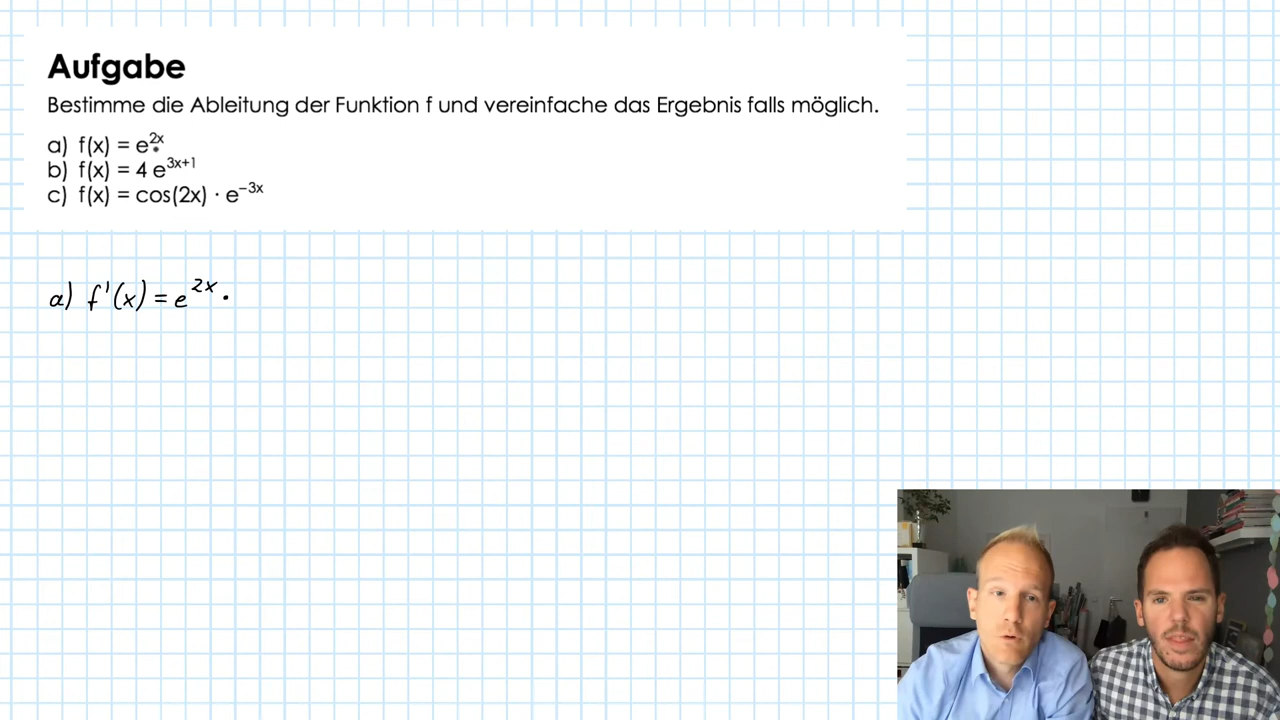 Aufgabe
Bestimme die Ableitung der Funktion f und vereinfache das Ergebnis falls möglich.
a) f(x) = e^2x
b) f(x) = 4 e^3x+1
c) f(x) = cos(2x) · e^−3x
a) f'(x) = e^2x ·